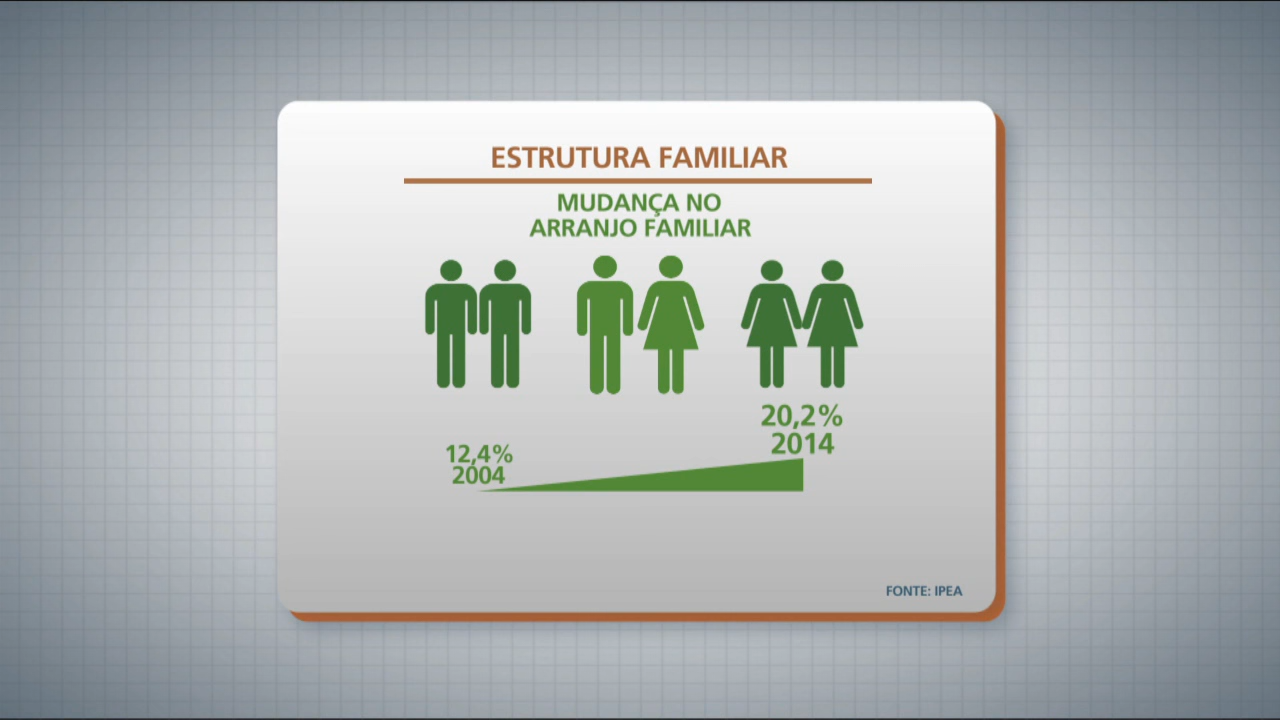 ESTRUTURA FAMILIAR
MUDANÇA NO
ARRANJO FAMILIAR
12,4%
2004
20,2%
2014
FONTE: IPEA